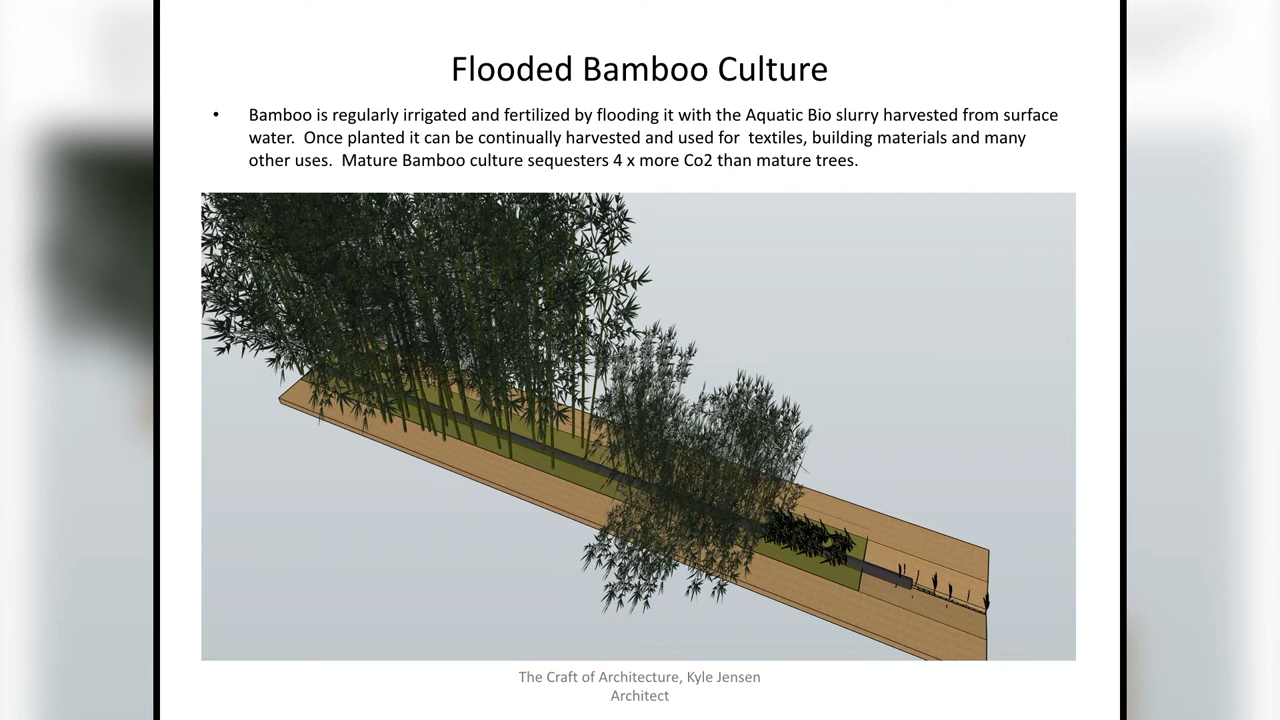 Flooded Bamboo Culture
• Bamboo is regularly irrigated and fertilized by flooding it with the Aquatic Bio slurry harvested from surface
water.  Once planted it can be continually harvested and used for  textiles, building materials and many
other uses.  Mature Bamboo culture sequesters 4 x more Co2 than mature trees.
The Craft of Architecture, Kyle Jensen
Architect